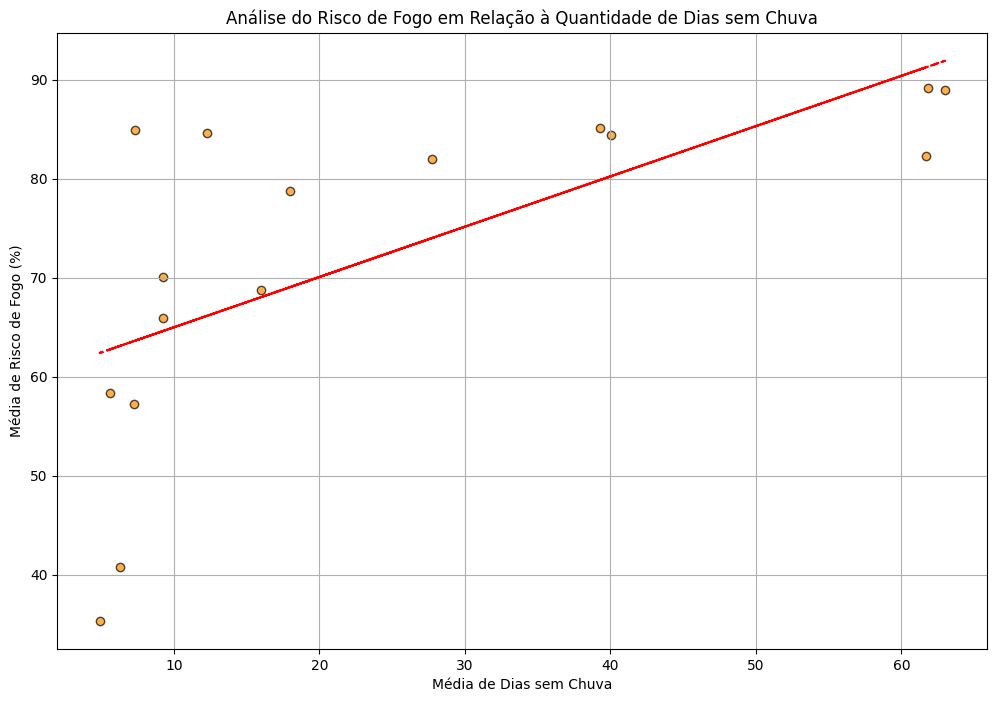 Análise do Risco de Fogo em Relação à Quantidade de Dias sem Chuva
90
80
70
60
50
40
Média de Risco de Fogo (%)
10 20 30 40 50 60
Média de Dias sem Chuva